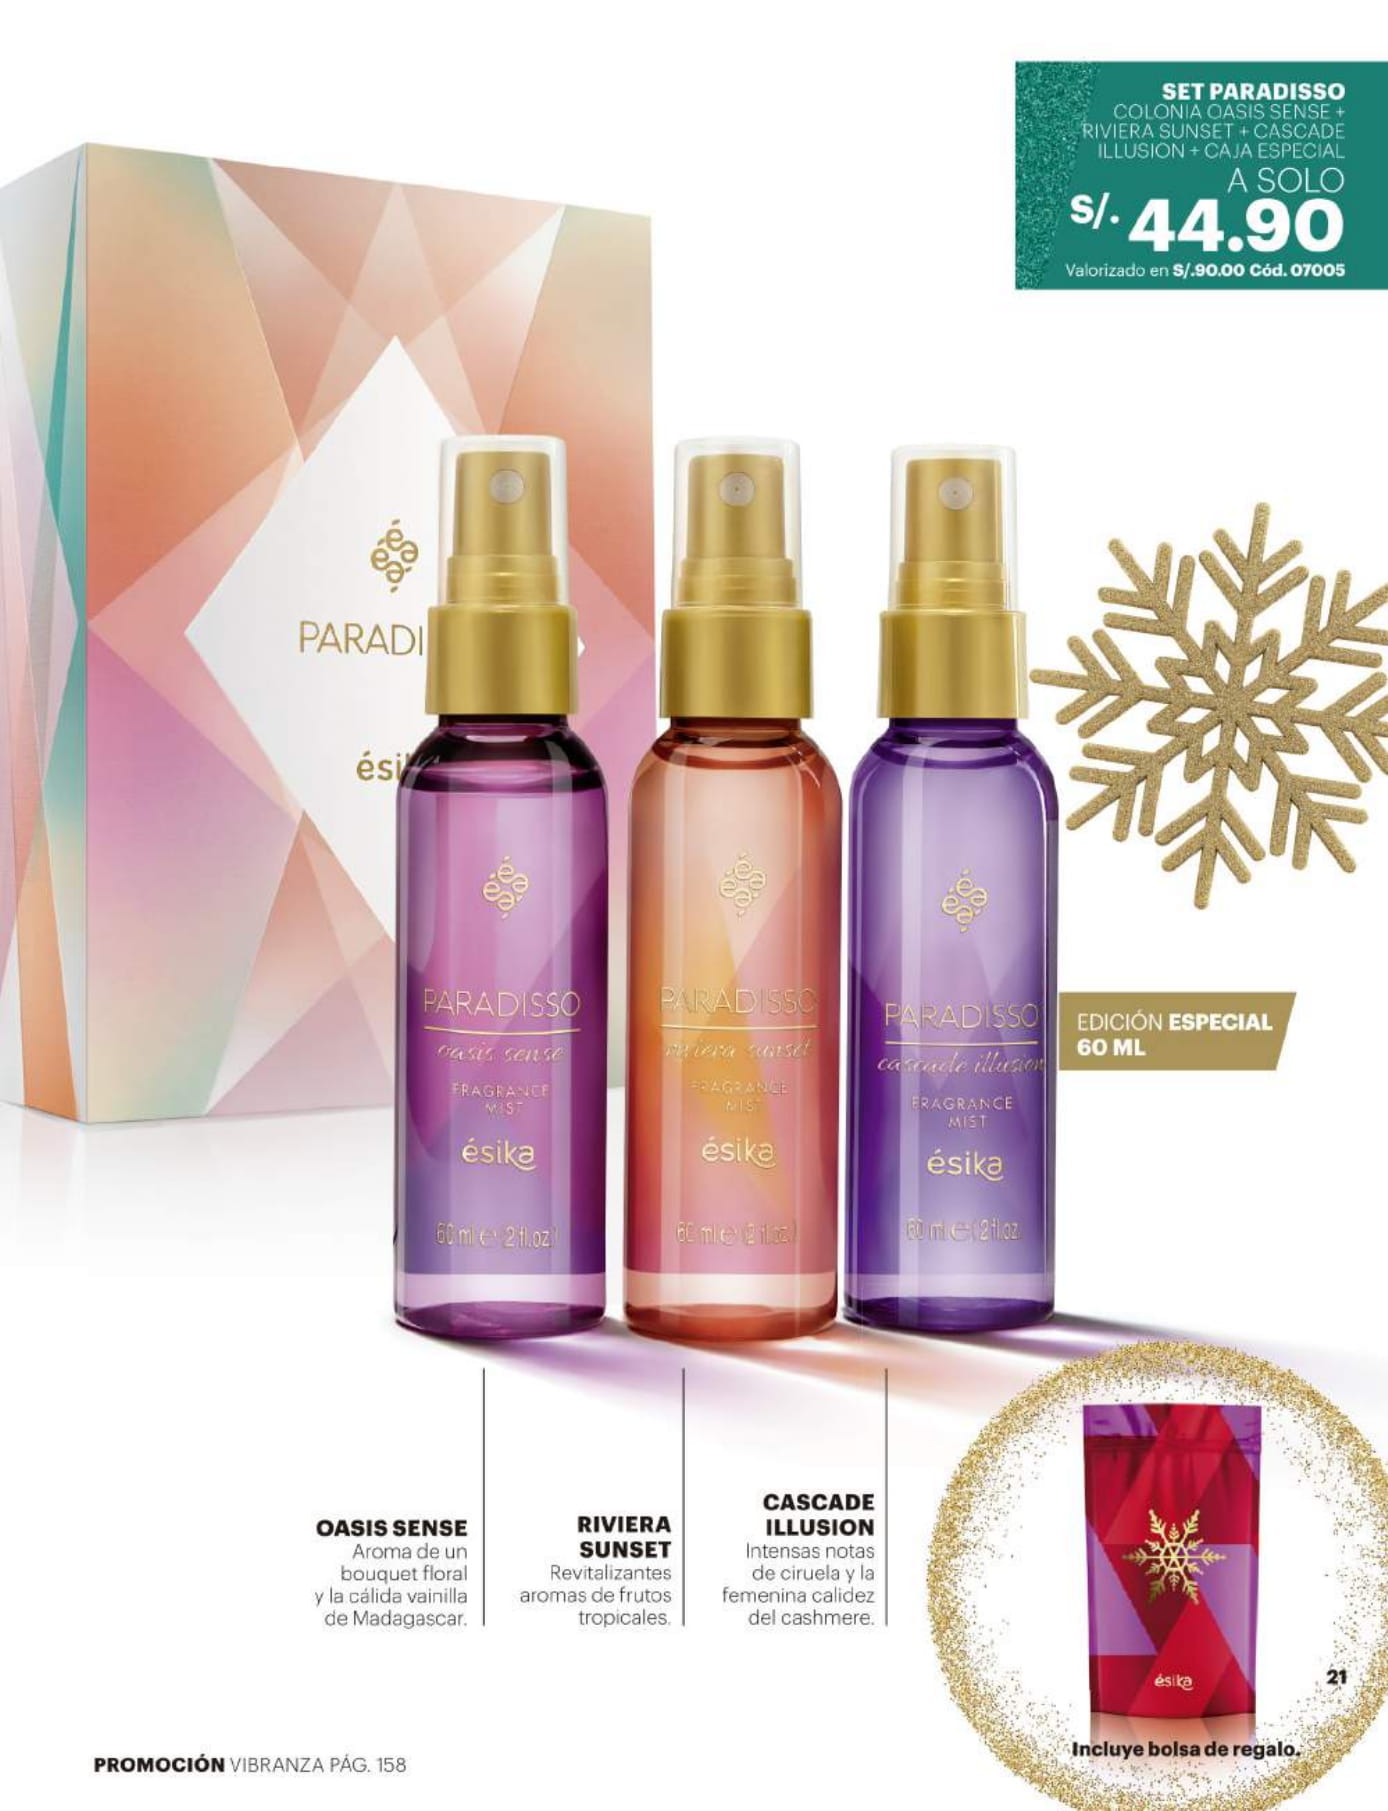 SET PARADISSO
COLONIA OASIS SENSE +
RIVIERA SUNSET + CASCADE
ILLUSION + CAJA ESPECIAL
A SOLO
S/. 44.90
Valorizado en S/.90.00 Cód. 07005
PARADI
ési
PARADISSO
oasis sense
FRAGRANCE
MIST
ésika
60 ml e (2 fl.oz.)
PARADISSO
riviera sunset
FRAGRANCE
MIST
ésika
60 ml e (2 fl.oz.)
PARADISSO
cascade illusion
FRAGRANCE
MIST
ésika
60 ml e (2 fl.oz.)
EDICIÓN ESPECIAL
60 ML
OASIS SENSE
Aroma de un
bouquet floral
y la cálida vainilla
de Madagascar.
RIVIERA
SUNSET
Revitalizantes
aromas de frutos
tropicales.
CASCADE
ILLUSION
Intensas notas
de ciruela y la
femenina calidez
del cashmere.
ésika
21
Incluye bolsa de regalo.
PROMOCIÓN VIBRANZA PÁG. 158